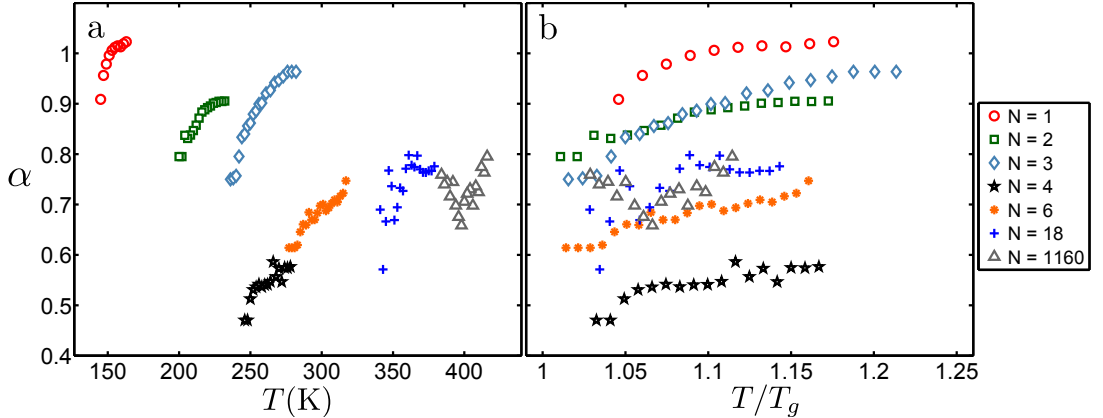 a
b
1
0.9
0.8
0.7
0.6
0.5
0.4
α
150 200 250 300 350 400
T(K)
1 1.05 1.1 1.15 1.2 1.25
T/Tg
N = 1
N = 2
N = 3
N = 4
N = 6
N = 18
N = 1160